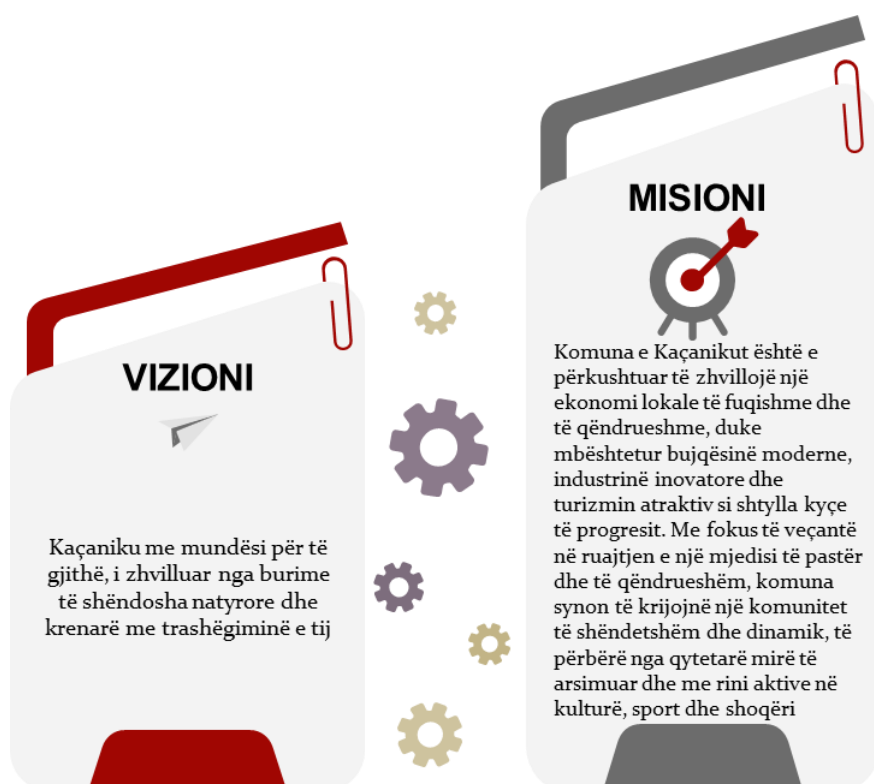 VIZIONI
Kaçaniku me mundësi për të
gjithë, i zhvilluar nga burime
të shëndosha natyrore dhe
krenarë me trashëgiminë e tij
MISIONI
Komuna e Kaçanikut është e
përkushtuar të zhvillojë një
ekonomi lokale të fuqishme dhe
të qëndrueshme, duke
mbështetur bujqësinë moderne,
industrinë inovatore dhe
turizmin atraktiv si shtylla kyçe
të progresit. Me fokus të veçantë
në ruajtjen e një mjedisi të pastër
dhe të qëndrueshëm, komuna
synon të krijojnë një komunitet
të shëndetshëm dhe dinamik, të
përbërë nga qytetarë mirë të
arsimuar dhe me rini aktive në
kulturë, sport dhe shoqëri